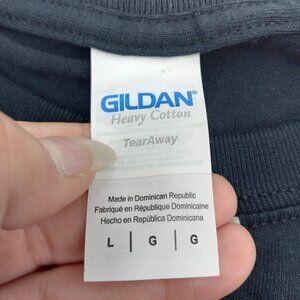 GILDAN®
Heavy Cotton
TearAway
Made in Dominican Republic
Fabriqué en République Dominicaine
Hecho en República Dominicana
L | G | G